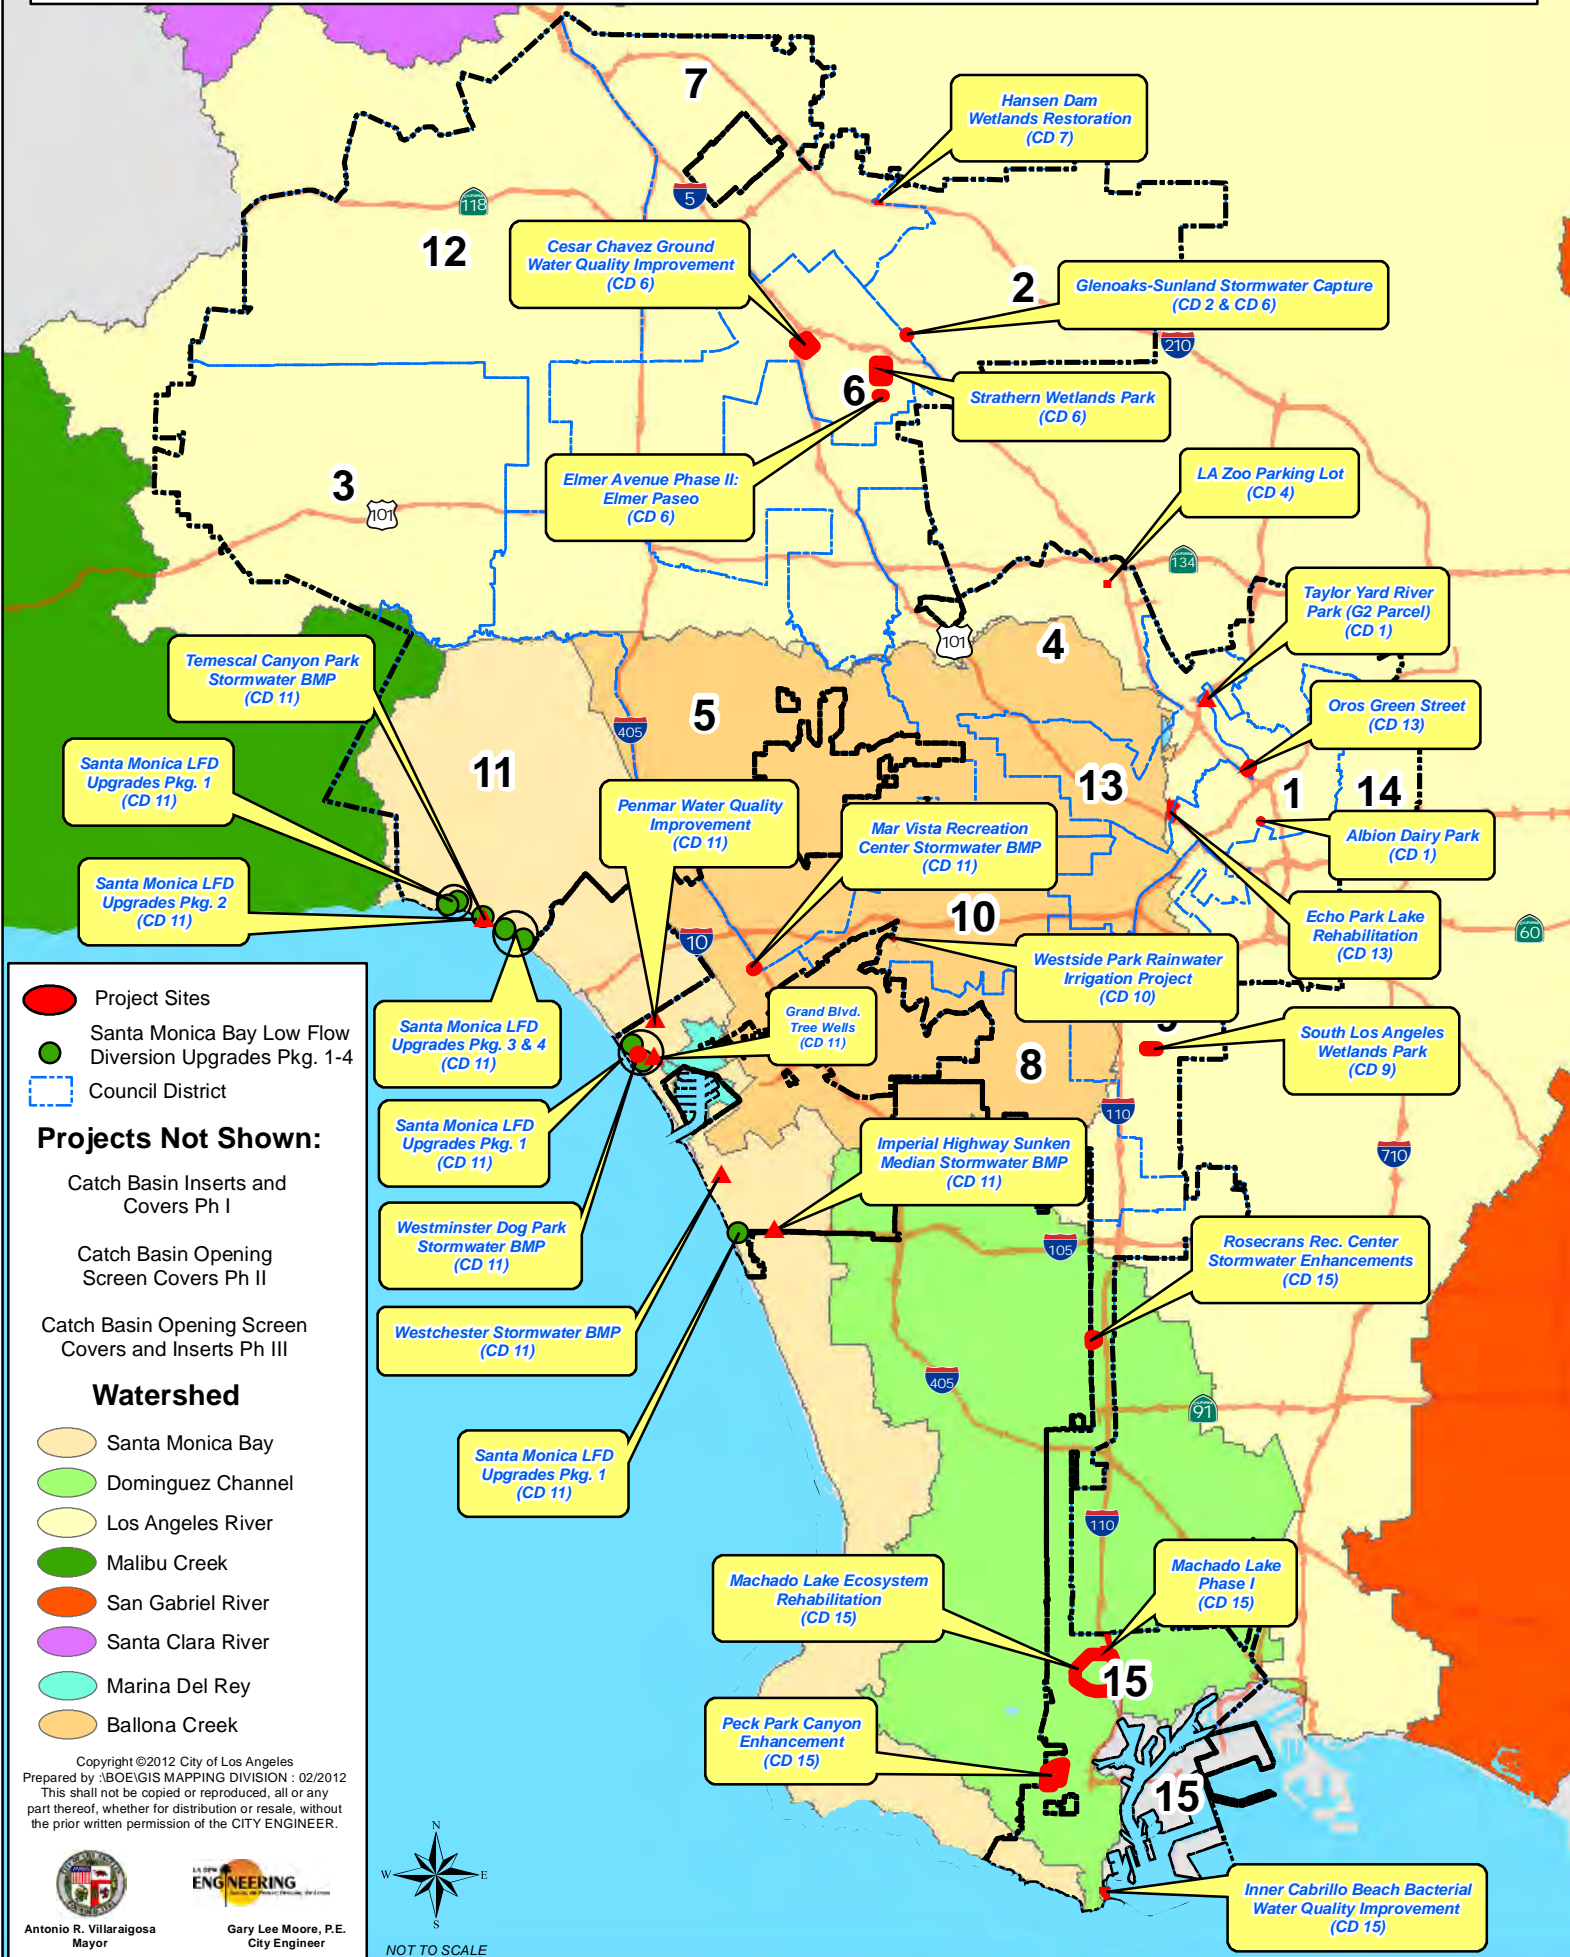 7
Hansen Dam
Wetlands Restoration
(CD 7)
118
5
12
Cesar Chavez Ground
Water Quality Improvement
(CD 6)
2
Glenoaks-Sunland Stormwater Capture
(CD 2 & CD 6)
210
6
Strathern Wetlands Park
(CD 6)
3
101
Elmer Avenue Phase II:
Elmer Paseo
(CD 6)
LA Zoo Parking Lot
(CD 4)
134
Taylor Yard River
Park (G2 Parcel)
(CD 1)
101
4
Temescal Canyon Park
Stormwater BMP
(CD 11)
5
405
Oros Green Street
(CD 13)
Santa Monica LFD
Upgrades Pkg. 1
(CD 11)
11
13
1
14
Penmar Water Quality
Improvement
(CD 11)
Mar Vista Recreation
Center Stormwater BMP
(CD 11)
Albion Dairy Park
(CD 1)
Santa Monica LFD
Upgrades Pkg. 2
(CD 11)
10
10
Echo Park Lake
Rehabilitation
(CD 13)
60
Westside Park Rainwater
Irrigation Project
(CD 10)
Santa Monica LFD
Upgrades Pkg. 3 & 4
(CD 11)
Grand Blvd.
Tree Wells
(CD 11)
9
South Los Angeles
Wetlands Park
(CD 9)
8
110
Santa Monica LFD
Upgrades Pkg. 1
(CD 11)
Imperial Highway Sunken
Median Stormwater BMP
(CD 11)
710
Westminster Dog Park
Stormwater BMP
(CD 11)
105
Rosecrans Rec. Center
Stormwater Enhancements
(CD 15)
Westchester Stormwater BMP
(CD 11)
405
91
Santa Monica LFD
Upgrades Pkg. 1
(CD 11)
110
Machado Lake Ecosystem
Rehabilitation
(CD 15)
Machado Lake
Phase I
(CD 15)
15
Peck Park Canyon
Enhancement
(CD 15)
15
Inner Cabrillo Beach Bacterial
Water Quality Improvement
(CD 15)
Project Sites
Santa Monica Bay Low Flow
Diversion Upgrades Pkg. 1-4
Council District
Projects Not Shown:
Catch Basin Inserts and
Covers Ph I
Catch Basin Opening
Screen Covers Ph II
Catch Basin Opening Screen
Covers and Inserts Ph III
Watershed
Santa Monica Bay
Dominguez Channel
Los Angeles River
Malibu Creek
San Gabriel River
Santa Clara River
Marina Del Rey
Ballona Creek
Copyright ©2012 City of Los Angeles
Prepared by :\BOE\GIS MAPPING DIVISION : 02/2012
This shall not be copied or reproduced, all or any
part thereof, whether for distribution or resale, without
the prior written permission of the CITY ENGINEER.
LA DPW
ENGINEERING
Antonio R. Villaraigosa
Mayor
Gary Lee Moore, P.E.
City Engineer
N
W
E
S
NOT TO SCALE